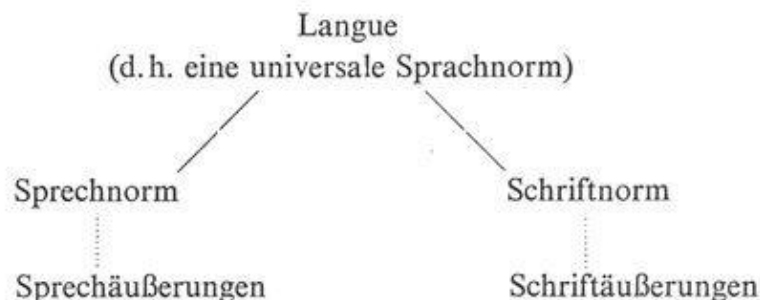 Langue
(d. h. eine universale Sprachnorm)
Sprechnorm
Schriftnorm
Sprechäußerungen
Schriftäußerungen